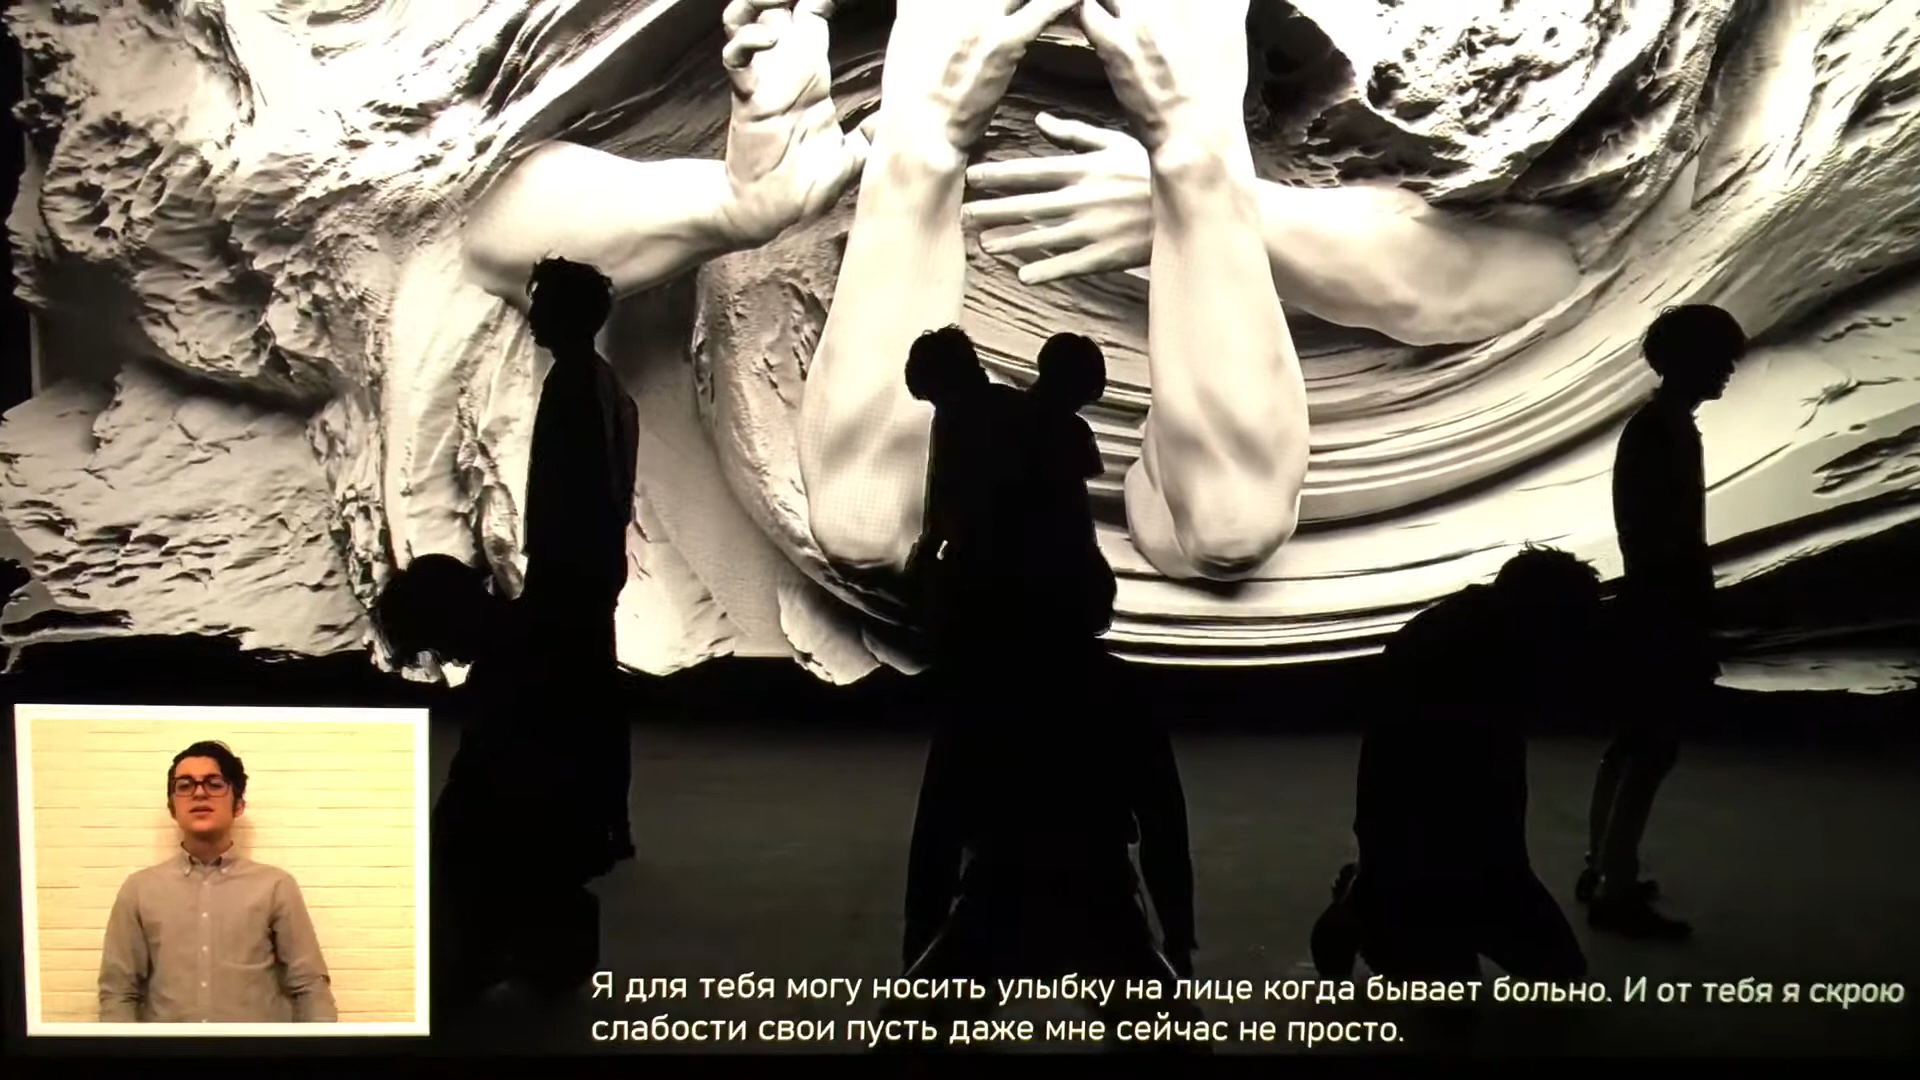 Я для тебя могу носить улыбку на лице когда бывает больно. И от тебя я скрою
слабости свои пусть даже мне сейчас не просто.